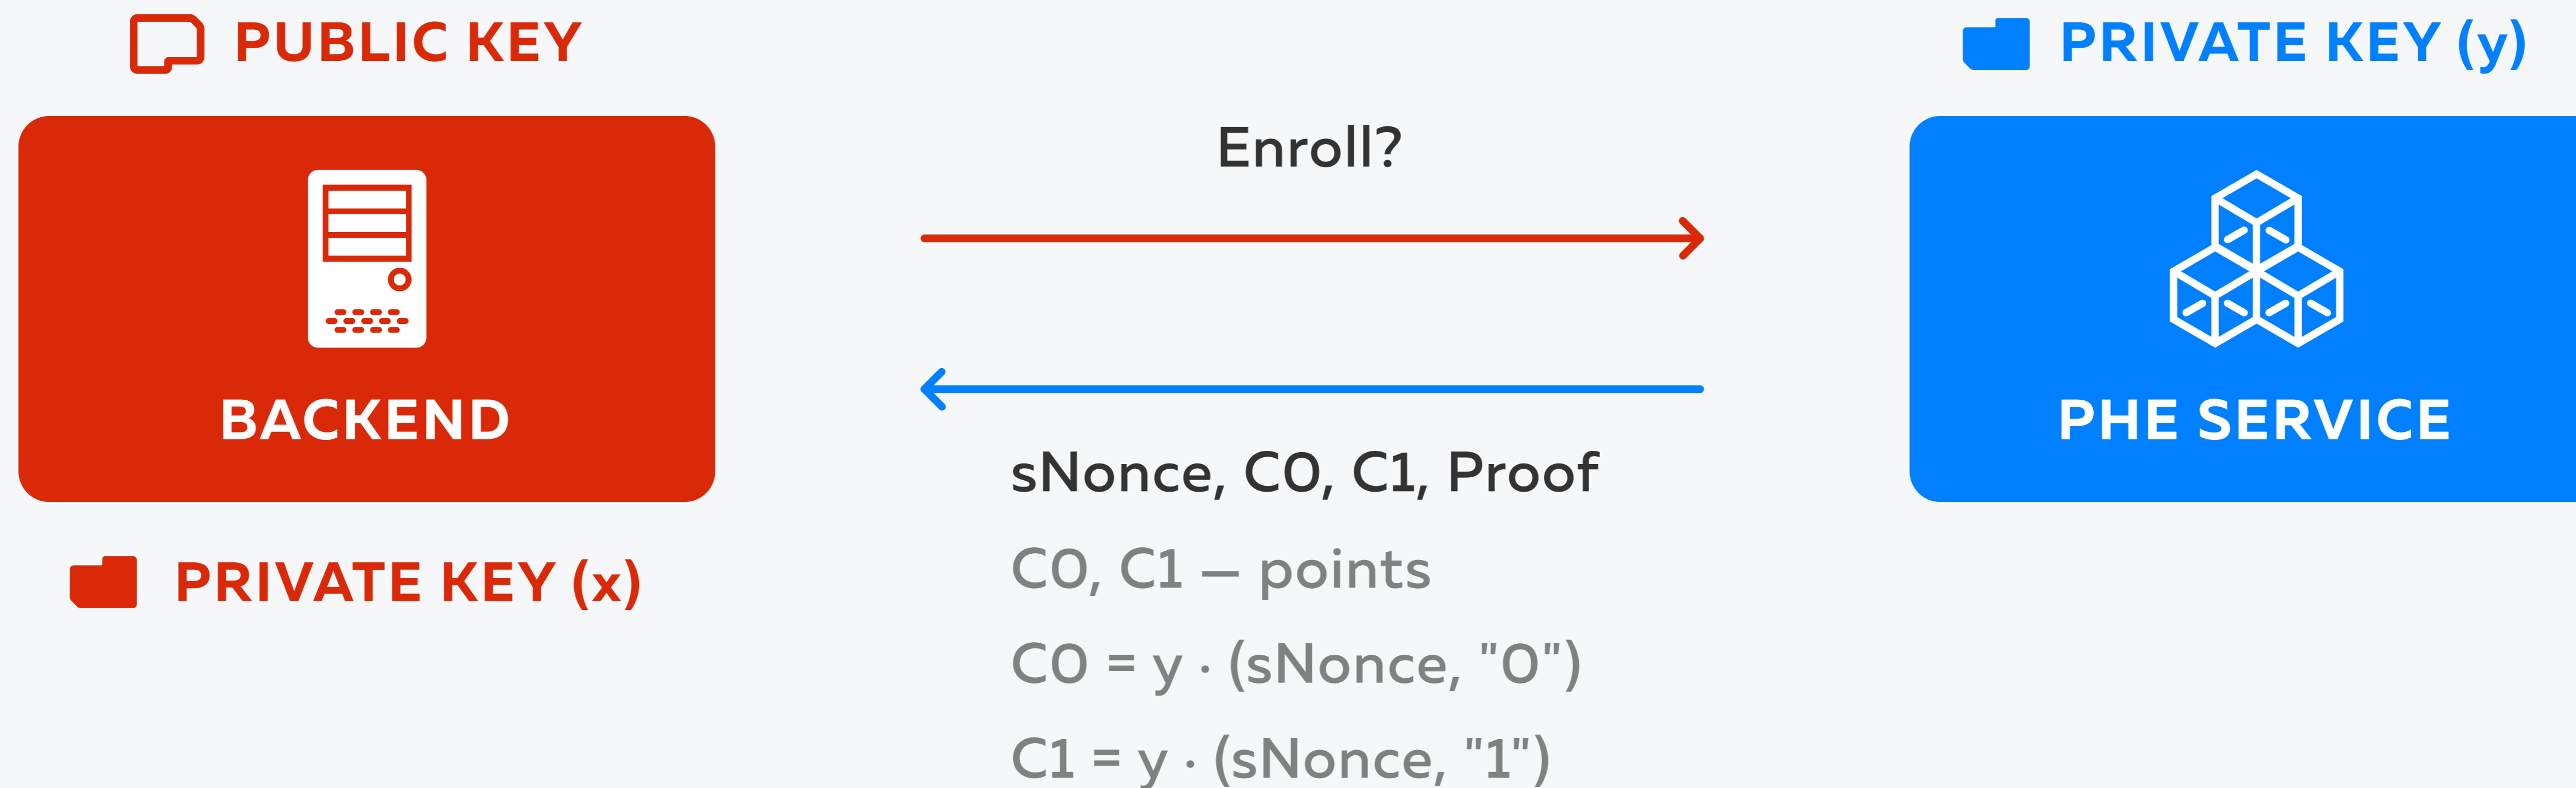 PUBLIC KEY
PRIVATE KEY (y)
Enroll?
BACKEND
PHE SERVICE
sNonce, C0, C1, Proof
C0, C1 – points
PRIVATE KEY (x)
C0 = y · (sNonce, "0")
C1 = y · (sNonce, "1")